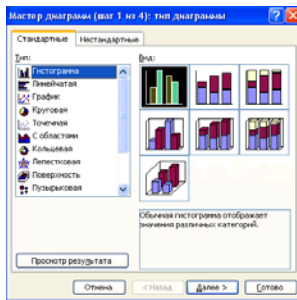 Мастер диаграмм (шаг 1 из 4): тип диаграммы
Стандартные Нестандартные
Тип:
Вид:
Гистограмма
Линейчатая
График
Круговая
Точечная
С областями
Кольцевая
Лепестковая
Поверхность
Пузырьковая
Обычная гистограмма отображает
значения различных категорий.
Просмотр результата
Отмена < Назад Далее > Готово